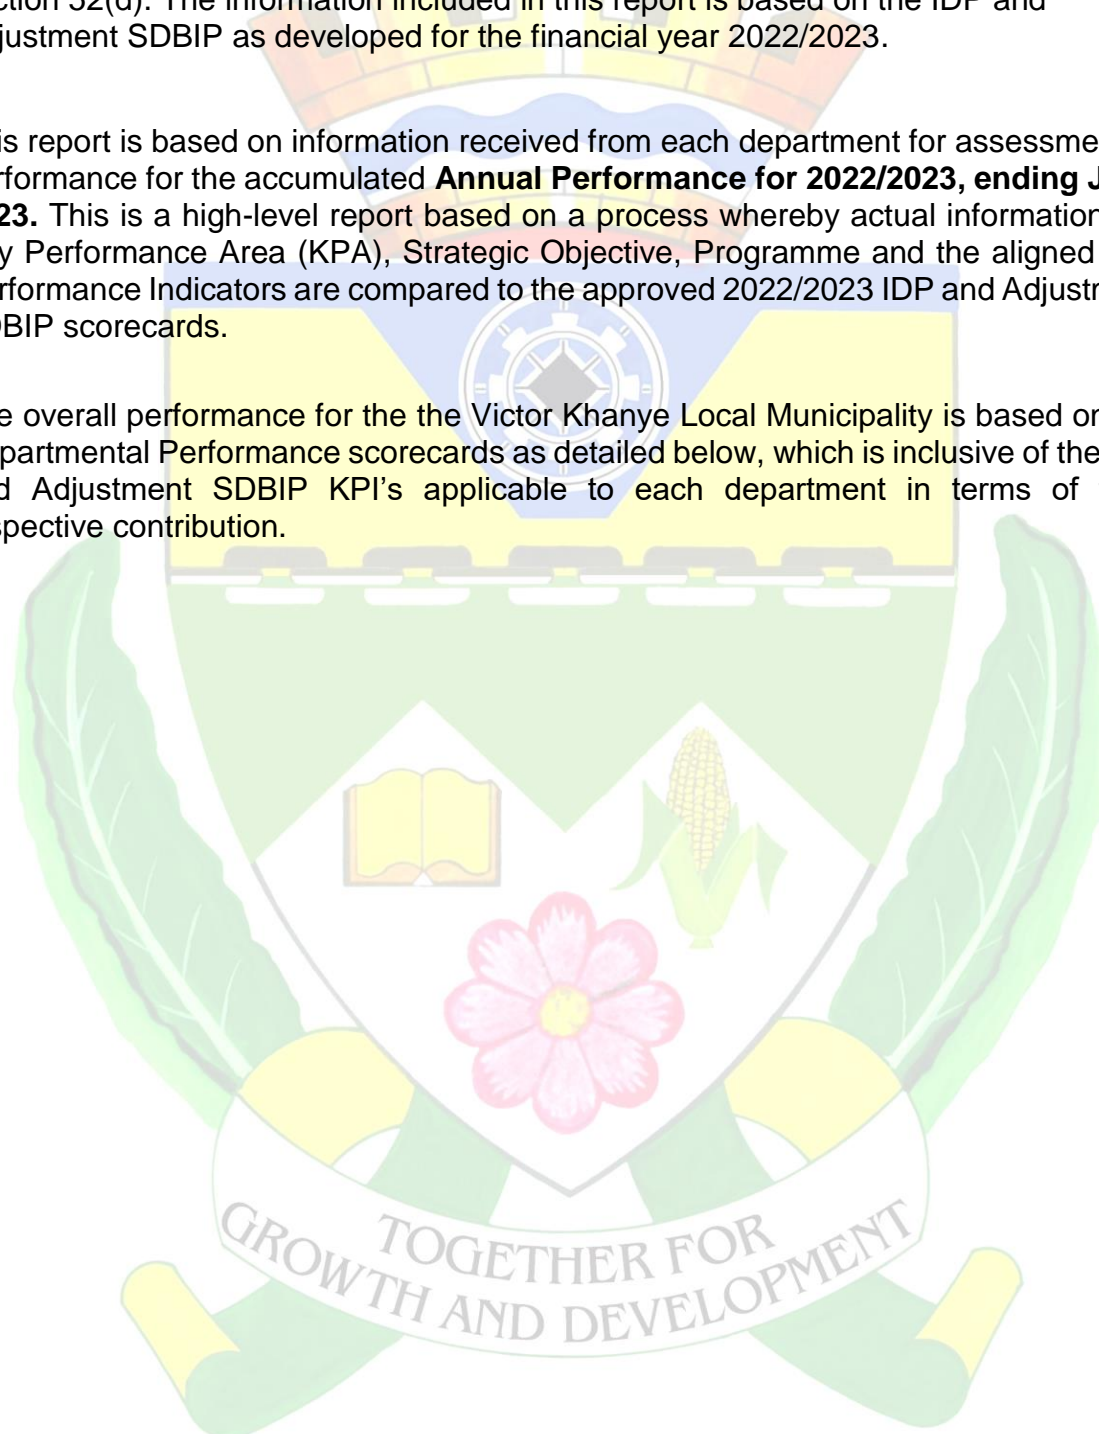 ction 52(d). The information included in this report is based on the IDP and
justment SDBIP as developed for the financial year 2022/2023.
is report is based on information received from each department for assessme
rformance for the accumulated Annual Performance for 2022/2023, ending J
23. This is a high-level report based on a process whereby actual information
y Performance Area (KPA), Strategic Objective, Programme and the aligned
rformance Indicators are compared to the approved 2022/2023 IDP and Adjustr
BIP scorecards.
e overall performance for the the Victor Khanye Local Municipality is based on
partmental Performance scorecards as detailed below, which is inclusive of the
d Adjustment SDBIP KPI's applicable to each department in terms of
spective contribution.
TOGETHER FOR
GROWTH AND DEVELOPMENT